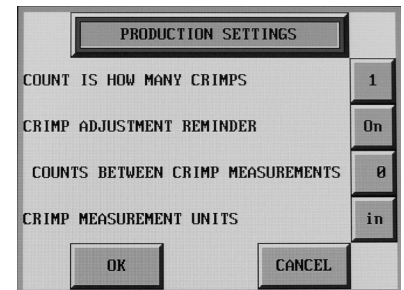 PRODUCTION SETTINGS
COUNT IS HOW MANY CRIMPS 1
CRIMP ADJUSTMENT REMINDER On
COUNTS BETWEEN CRIMP MEASUREMENTS 0
CRIMP MEASUREMENT UNITS in
OK CANCEL